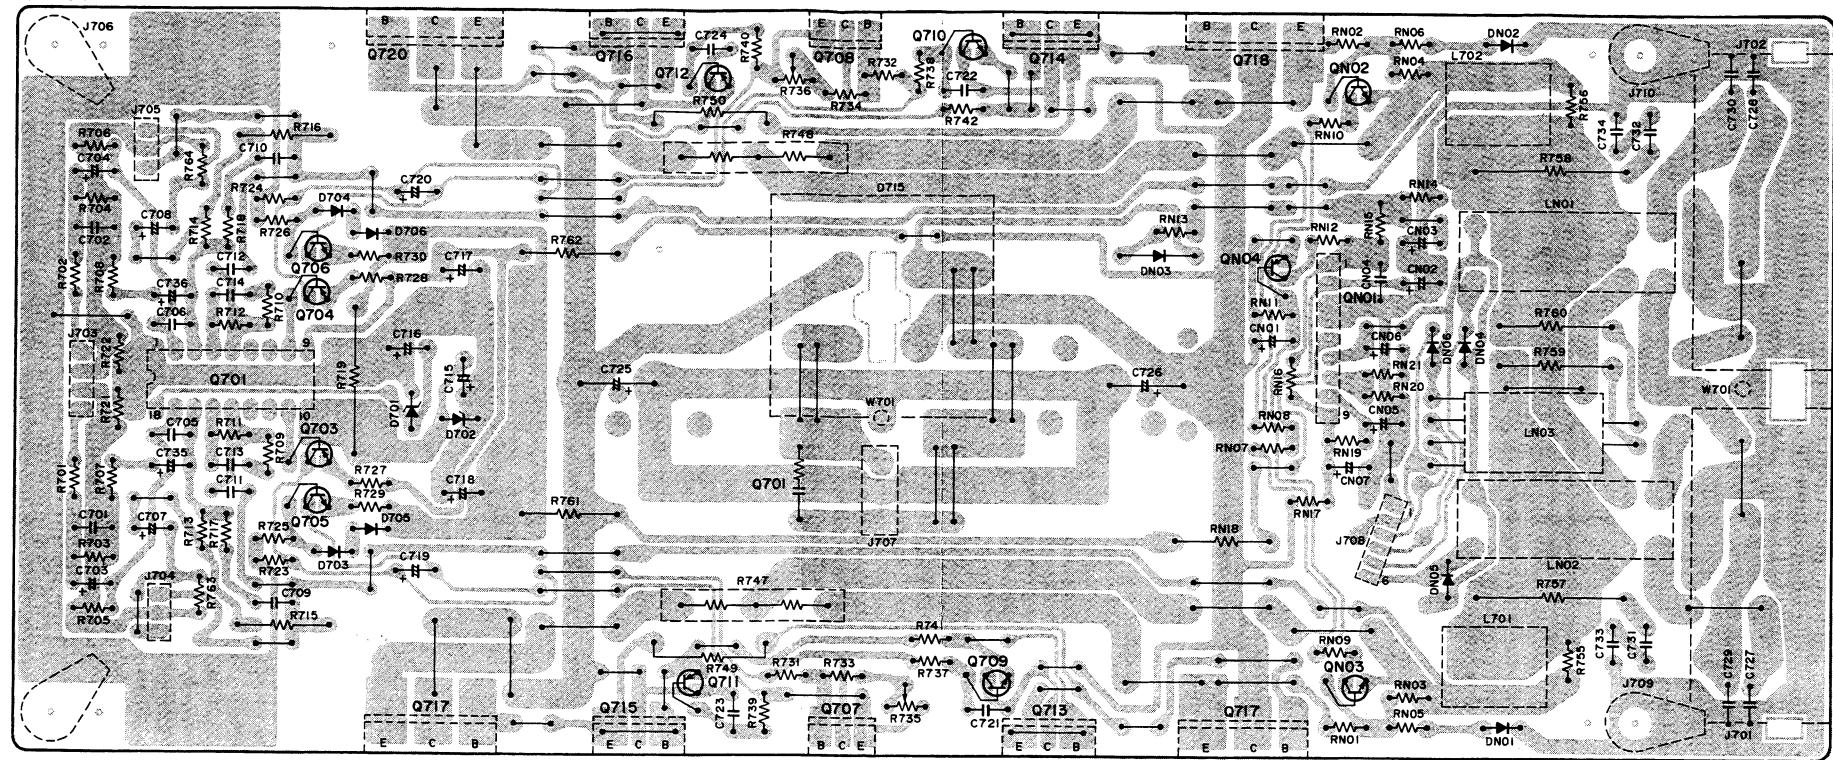 J706
B C E
Q720
B C E
Q716
C724
R740
Q712
E C B
Q708
R736
R734
R732
Q710
R738
C722
R742
B C E
Q714
B C E
Q718
RN02
RN06
DN02
RN04
QN02
RN10
L702
J702
J710
R756
C734
C732
C730
C728
J705
R706
C704
R716
C710
R764
R750
R748
R758
R704
C708
C702
R724
R714
R718
R726
D704
C720
D706
R762
D715
RN13
RN14
RN15
RN12
CN03
LN01
R702
R708
Q706
C712
R730
C717
R728
DN03
QN04
CN04
CN02
QN01
C736
C714
R710
Q704
C706
R712
RN11
CN01
J703
R722
1
9
R719
C716
R760
CN06
DN06
DN04
Q701
C715
C725
C726
R759
RN21
RN16
RN20
W701
W701
R721
18
10
D701
D702
C705
R711
Q703
R709
9
CN05
RN08
LN03
RN07
C735
C713
R701
R707
C711
R727
C718
Q701
RN19
CN07
R729
C701
C707
R713
R717
Q705
D705
R725
R761
RN17
J707
RN18
J708
R703
C703
R723
D703
C719
6
DN05
LN02
J704
R763
C709
R747
R757
R705
R715
L701
R741
R749
R731
R733
Q709
R737
RN09
QN03
R755
C733
C731
Q711
C729
C727
J709
RN03
Q717
Q715
C723
R739
Q707
R735
C721
Q713
Q717
RN05
RN01
DN01
J701
E C B
E C B
E C B
E C B
E C B